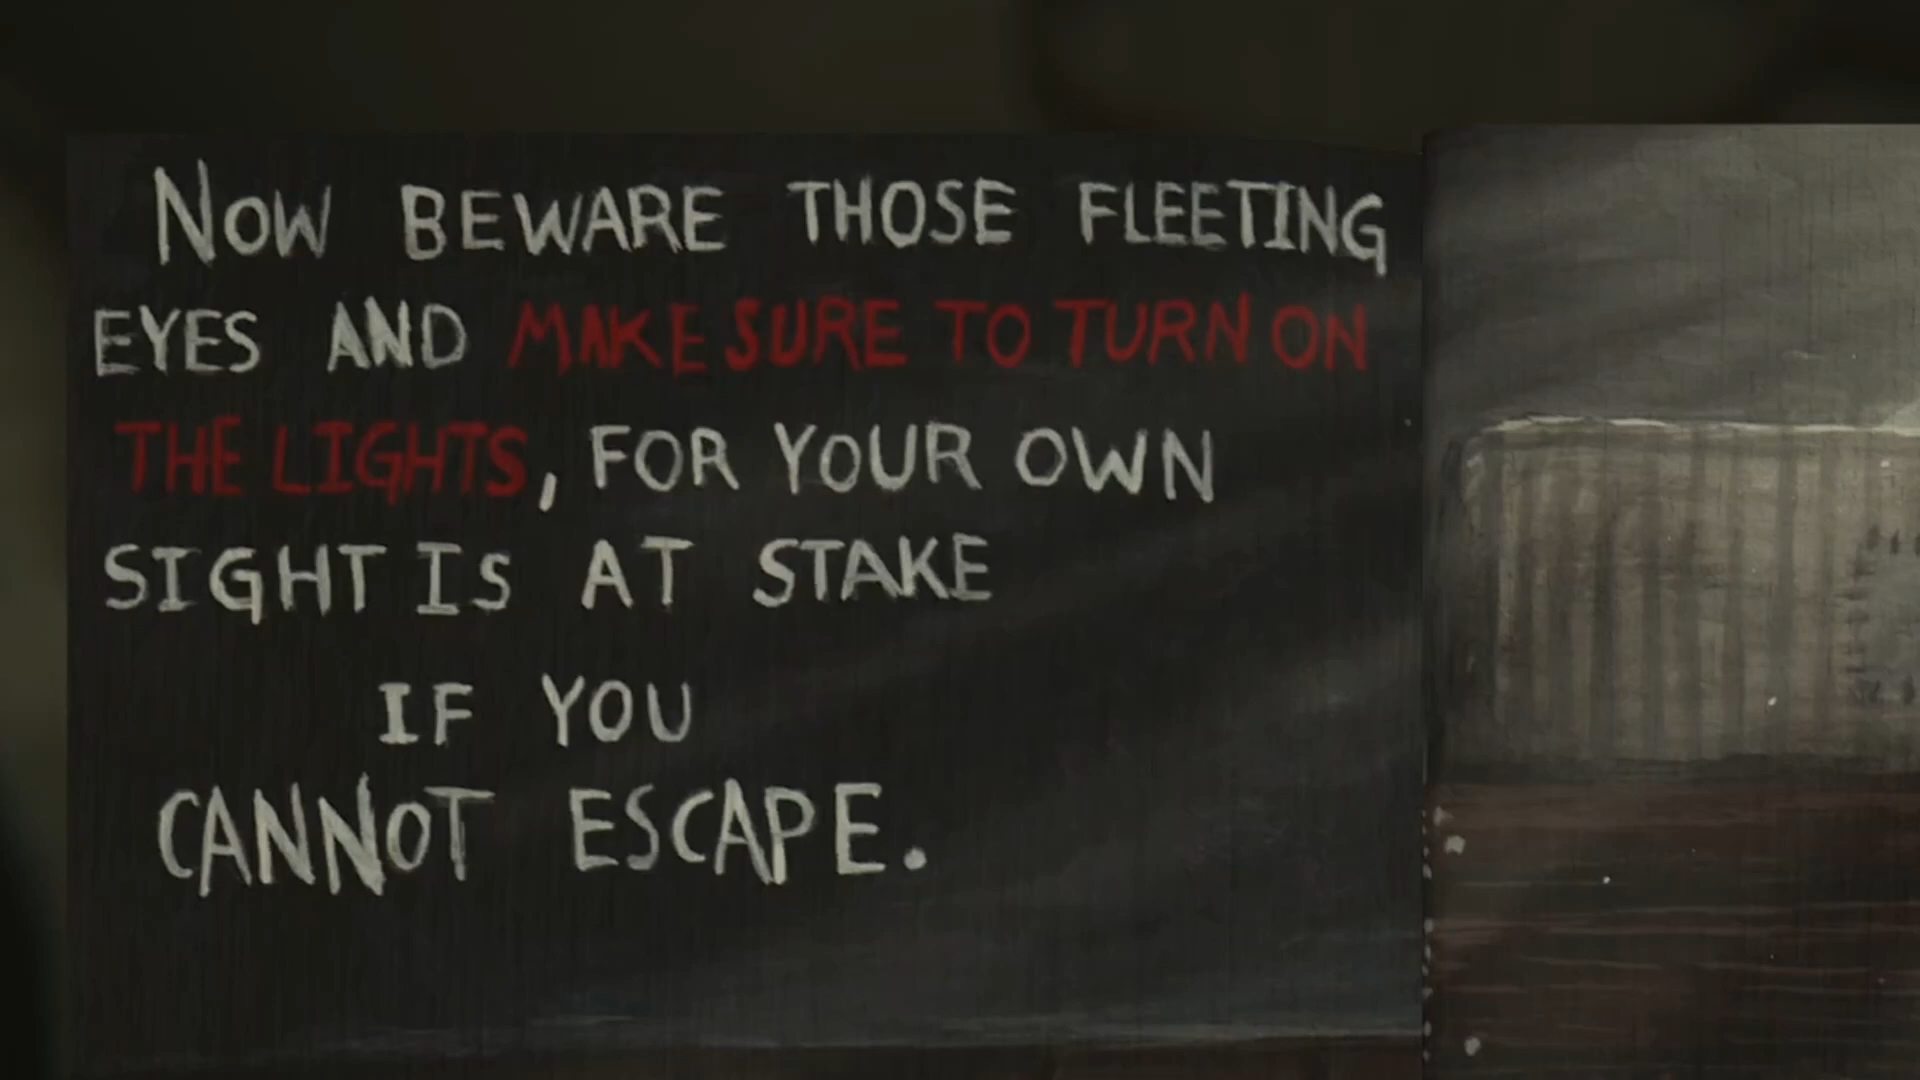 NOW BEWARE THOSE FLEETING
EYES AND MAKE SURE TO TURN ON
THE LIGHTS, FOR YOUR OWN
SIGHT IS AT STAKE
IF YOU
CANNOT ESCAPE.